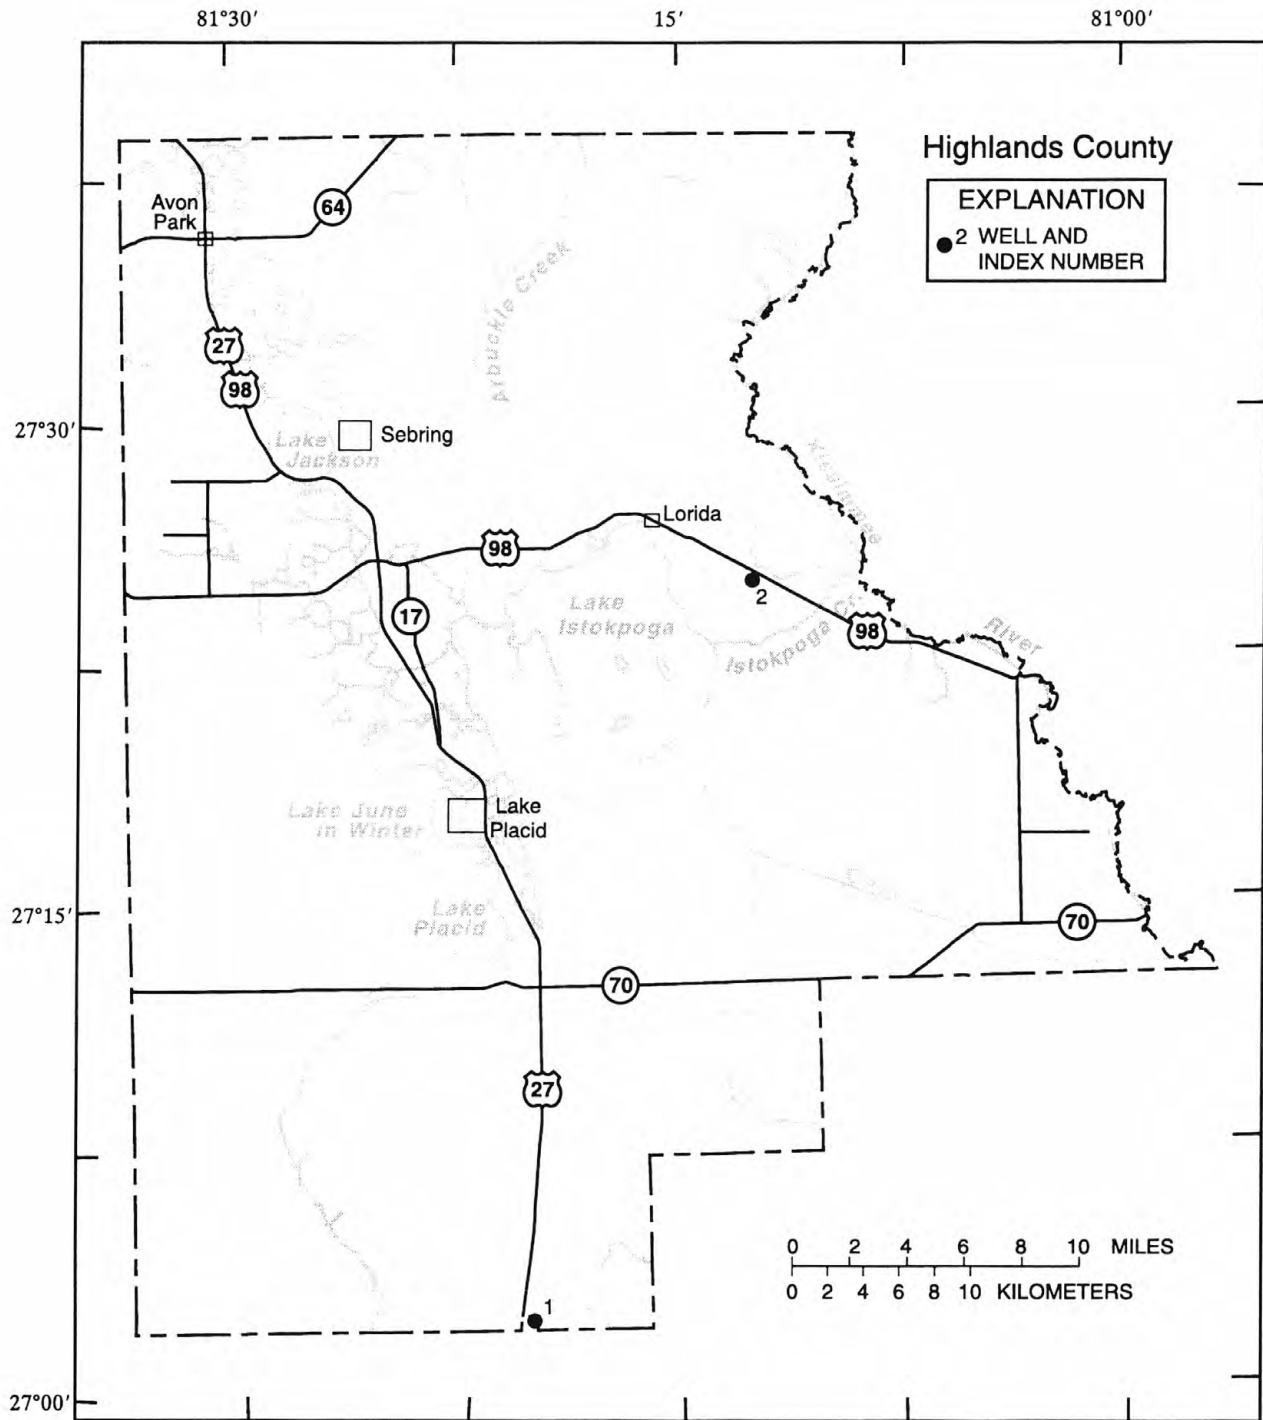 81°30′ 15′ 81°00′
Highlands County
EXPLANATION
2 WELL AND
INDEX NUMBER
Avon
Park
64
Arbuckle Creek
27
98
27°30′
Lake
Jackson
Sebring
Kissimmee
Lorida
98
2
17
Lake
Istokpoga
Istokpoga
98
River
Lake June
in Winter
Lake
Placid
27°15′
Lake
Placid
70
70
27
0 2 4 6 8 10 MILES
0 2 4 6 8 10 KILOMETERS
1
27°00′